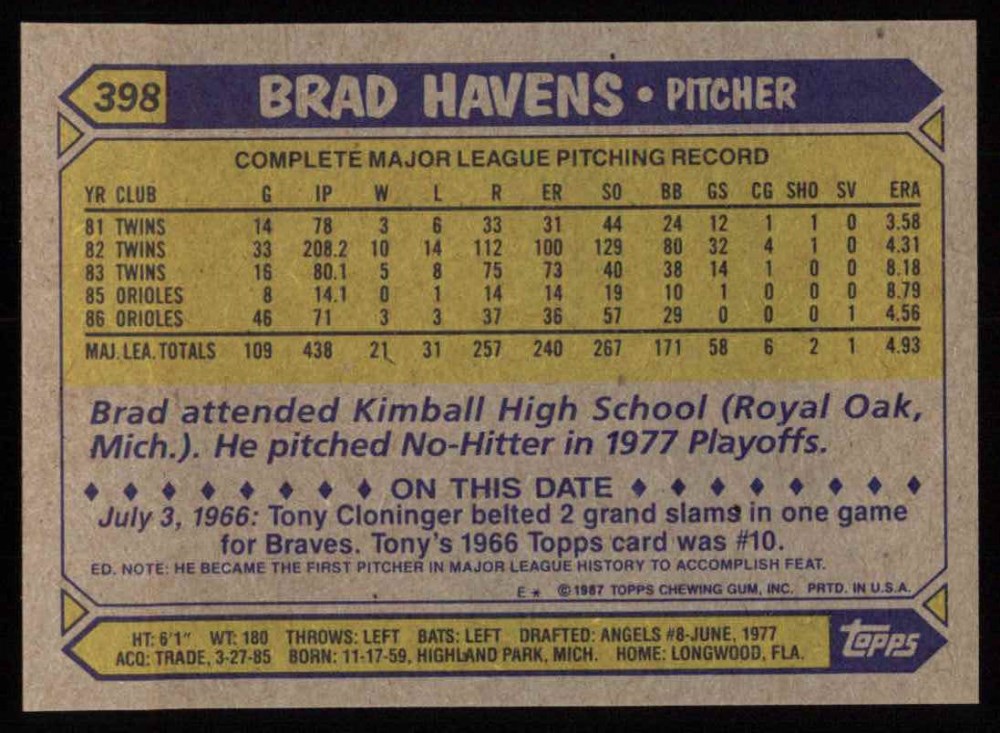 398 BRAD HAVENS • PITCHER
COMPLETE MAJOR LEAGUE PITCHING RECORD
YR CLUB G IP W L R ER SO BB GS CG SHO SV ERA
81 TWINS 14 78 3 6 33 31 44 24 12 1 1 0 3.58
82 TWINS 33 208.2 10 14 112 100 129 80 32 4 1 0 4.31
83 TWINS 16 80.1 5 8 75 73 40 38 14 1 0 0 8.18
85 ORIOLES 8 14.1 0 1 14 14 19 10 1 0 0 0 8.79
86 ORIOLES 46 71 3 3 37 36 57 29 0 0 0 1 4.56
MAJ. LEA. TOTALS 109 438 21 31 257 240 267 171 58 6 2 1 4.93
Brad attended Kimball High School (Royal Oak,
Mich.). He pitched No-Hitter in 1977 Playoffs.
ON THIS DATE
July 3, 1966: Tony Cloninger belted 2 grand slams in one game
for Braves. Tony's 1966 Topps card was #10.
ED. NOTE: HE BECAME THE FIRST PITCHER IN MAJOR LEAGUE HISTORY TO ACCOMPLISH FEAT.
E * © 1987 TOPPS CHEWING GUM, INC. PRTD. IN U.S.A.
HT: 6'1" WT: 180 THROWS: LEFT BATS: LEFT DRAFTED: ANGELS #8-JUNE, 1977
ACQ: TRADE, 3-27-85 BORN: 11-17-59, HIGHLAND PARK, MICH. HOME: LONGWOOD, FLA.
topps